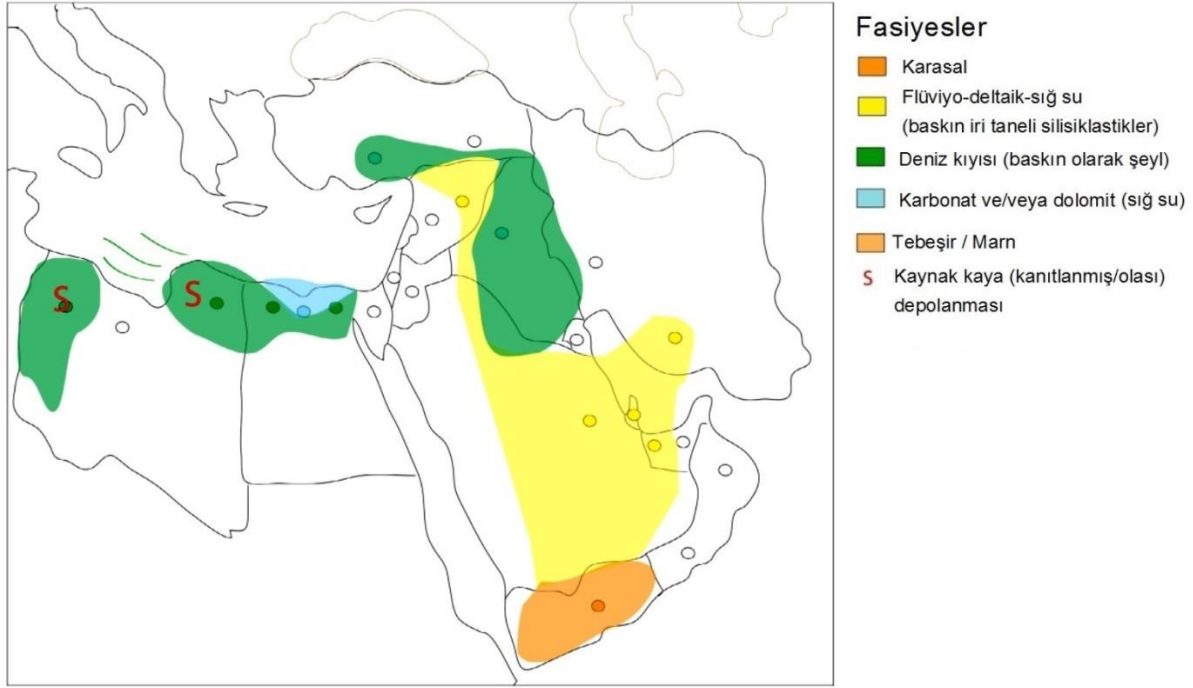 Fasiyesler
Karasal
Flüviyo-deltaik-sığ su
(baskın iri taneli silisiklastikler)
Deniz kıyısı (baskın olarak şeyl)
Karbonat ve/veya dolomit (sığ su)
Tebeşir / Marn
S Kaynak kaya (kanıtlanmış/olası)
depolanması
S
S